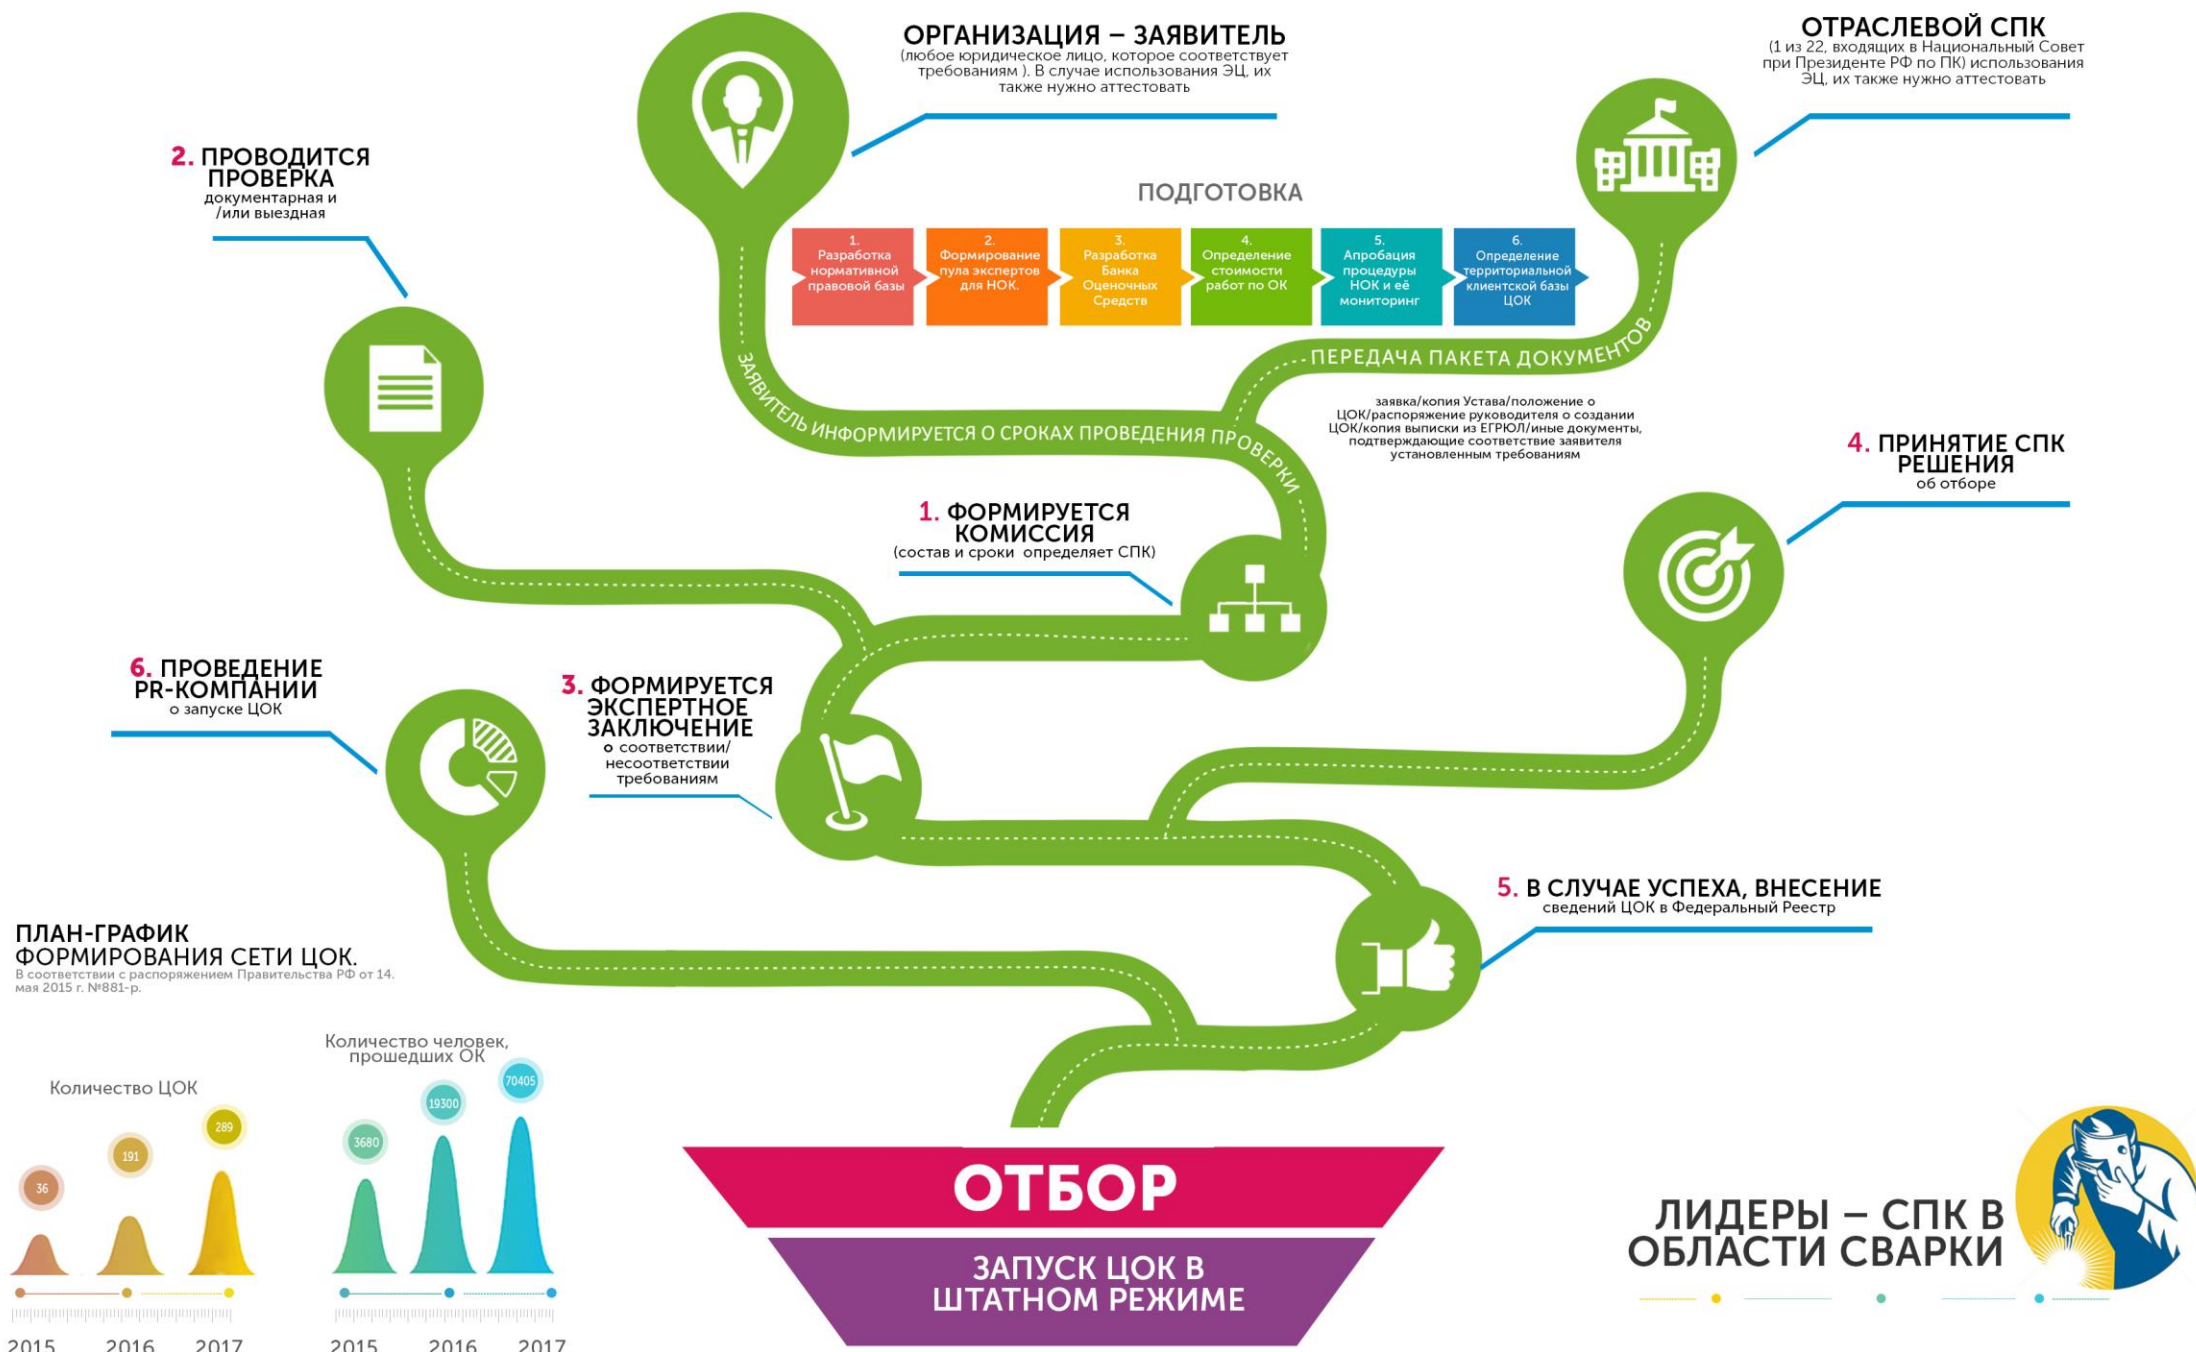 ОРГАНИЗАЦИЯ – ЗАЯВИТЕЛЬ
(любое юридическое лицо, которое соответствует
требованиям ). В случае использования ЭЦ, их
также нужно аттестовать
ОТРАСЛЕВОЙ СПК
(1 из 22, входящих в Национальный Совет
при Президенте РФ по ПК) использования
ЭЦ, их также нужно аттестовать
2. ПРОВОДИТСЯ
ПРОВЕРКА
документарная и
/или выездная
ПОДГОТОВКА
1.
Разработка
нормативной
правовой базы
2.
Формирование
пула экспертов
для НОК.
3.
Разработка
Банка
Оценочных
Средств
4.
Определение
стоимости
работ по ОК
5.
Апробация
процедуры
НОК и её
мониторинг
6.
Определение
территориальной
клиентской базы
ЦОК
ЗАЯВИТЕЛЬ ИНФОРМИРУЕТСЯ О СРОКАХ ПРОВЕДЕНИЯ ПРОВЕРКИ
ПЕРЕДАЧА ПАКЕТА ДОКУМЕНТОВ
заявка/копия Устава/положение о
ЦОК/распоряжение руководителя о создании
ЦОК/копия выписки из ЕГРЮЛ/иные документы,
подтверждающие соответствие заявителя
установленным требованиям
4. ПРИНЯТИЕ СПК
РЕШЕНИЯ
об отборе
1. ФОРМИРУЕТСЯ
КОМИССИЯ
(состав и сроки определяет СПК)
6. ПРОВЕДЕНИЕ
PR-КОМПАНИИ
о запуске ЦОК
3. ФОРМИРУЕТСЯ
ЭКСПЕРТНОЕ
ЗАКЛЮЧЕНИЕ
о соответствии/
несоответствии
требованиям
5. В СЛУЧАЕ УСПЕХА, ВНЕСЕНИЕ
сведений ЦОК в Федеральный Реестр
ПЛАН-ГРАФИК
ФОРМИРОВАНИЯ СЕТИ ЦОК.
В соответствии с распоряжением Правительства РФ от 14.
мая 2015 г. №881-р.
Количество ЦОК
36
191
289
2015 2016 2017
Количество человек,
прошедших ОК
3680
19300
70405
2015 2016 2017
ОТБОР
ЗАПУСК ЦОК В
ШТАТНОМ РЕЖИМЕ
ЛИДЕРЫ – СПК В
ОБЛАСТИ СВАРКИ